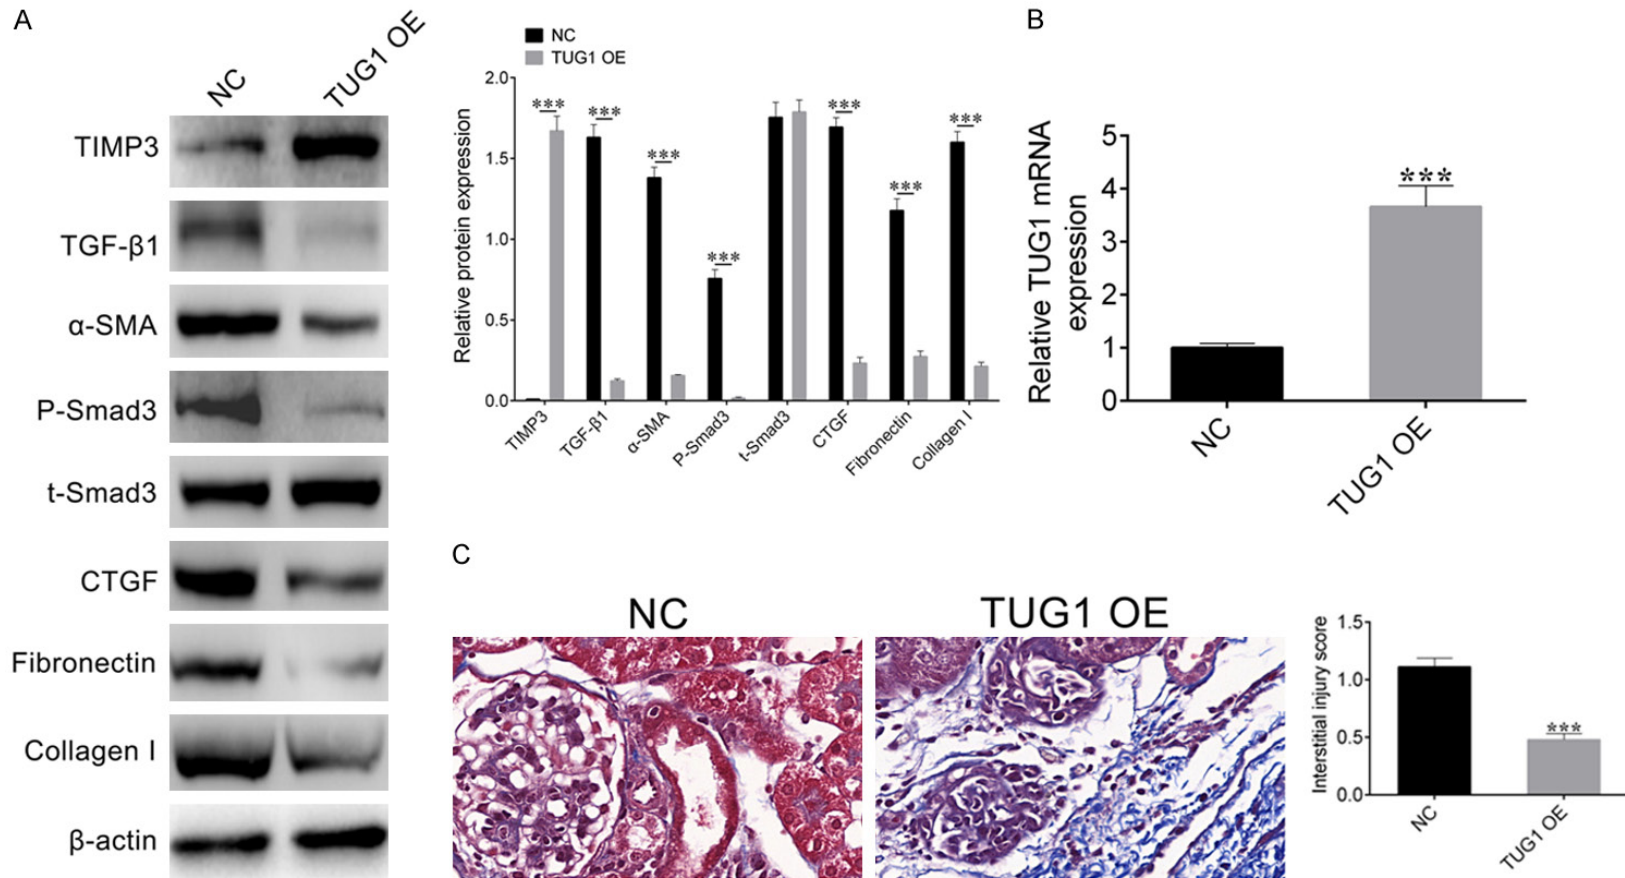 A
NC
TUG1 OE
TIMP3
TGF-β1
α-SMA
P-Smad3
t-Smad3
CTGF
Fibronectin
Collagen I
β-actin
NC
TUG1 OE
Relative protein expression
2.0
1.5
1.0
0.5
0.0
***
***
***
***
***
***
***
TIMP3
TGF-β1
α-SMA
P-Smad3
t-Smad3
CTGF
Fibronectin
Collagen I
B
Relative TUG1 mRNA
expression
5
4
3
2
1
0
***
NC
TUG1 OE
C
NC
TUG1 OE
Interstitial injury score
1.5
1.0
0.5
0.0
***
NC
TUG1 OE